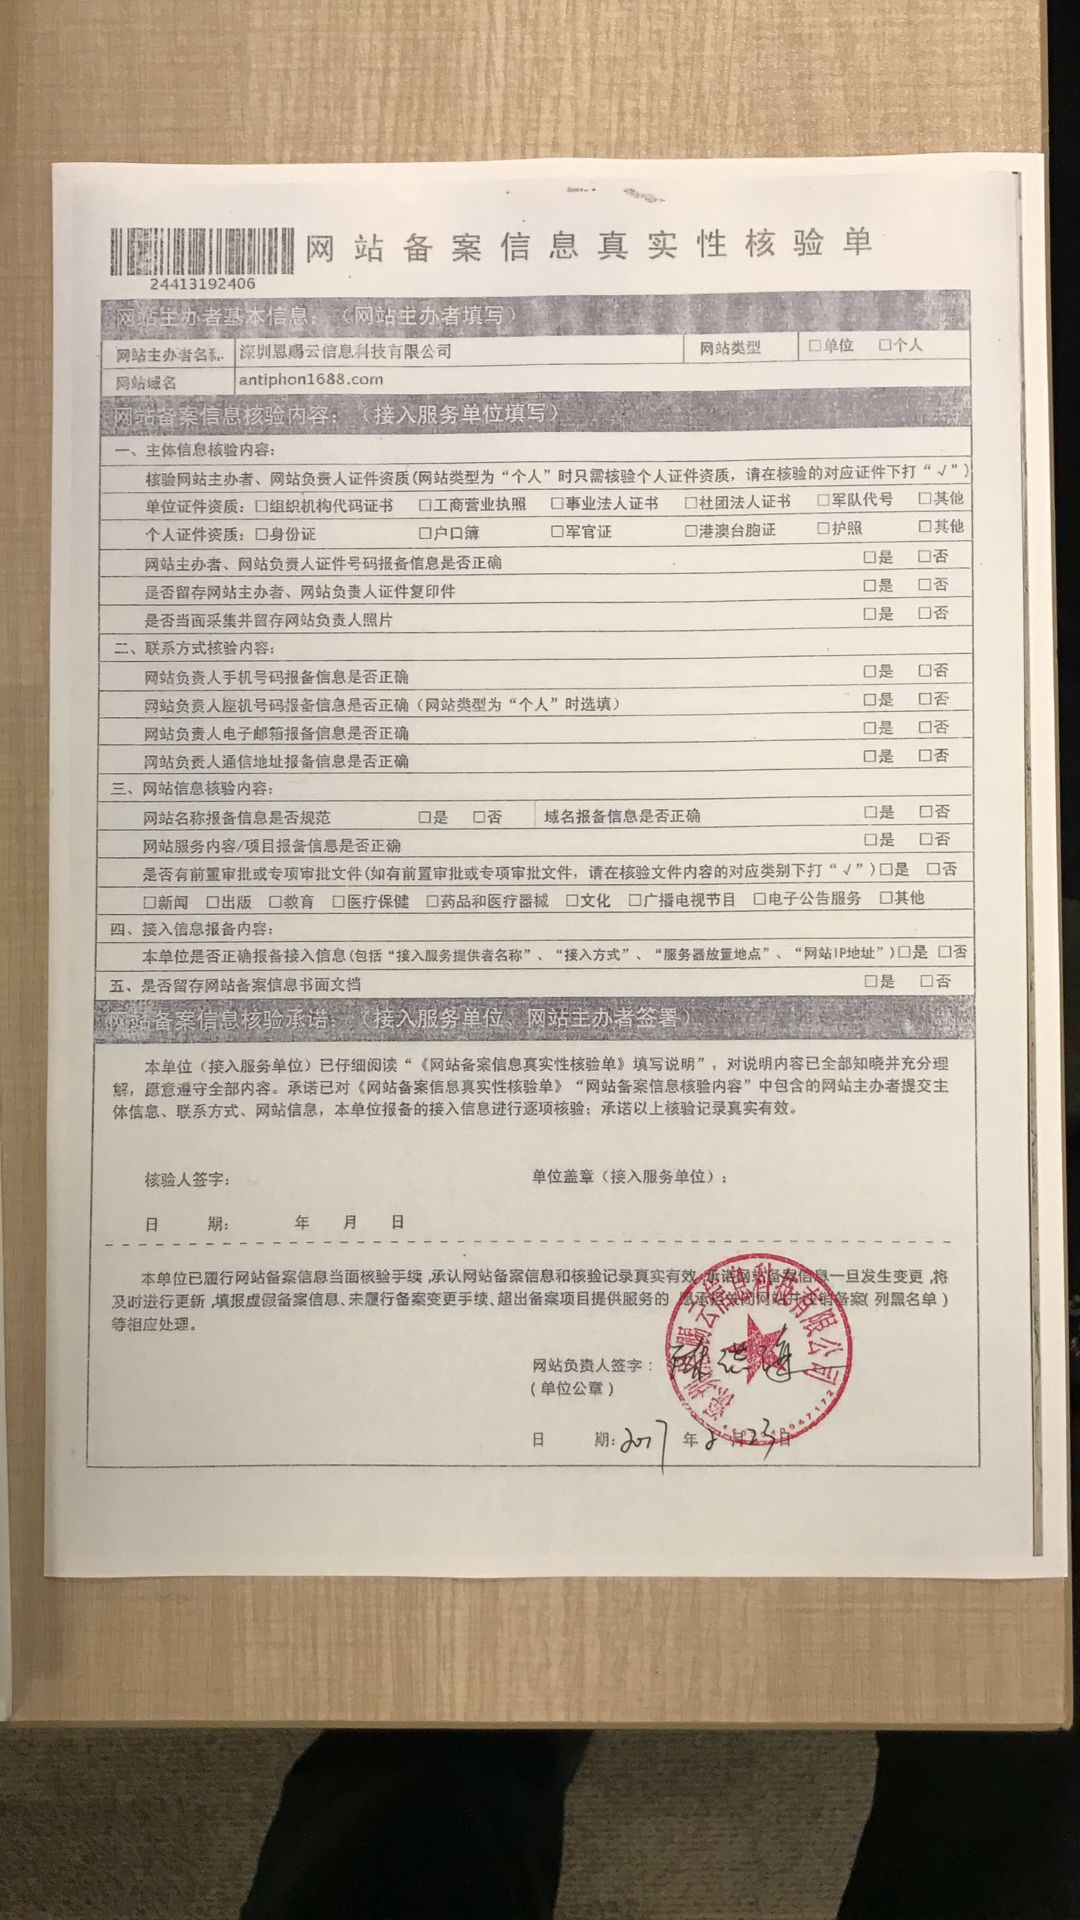 网站备案信息真实性核验单
24413192406
网站主办者基本信息：（网站主办者填写）
网站主办者名称 深圳恩赐云信息科技有限公司 网站类型 □单位 □个人
网站域名 antiphon1688.com
网站备案信息核验内容：（接入服务单位填写）
一、主体信息核验内容：
核验网站主办者、网站负责人证件资质(网站类型为“个人”时只需核验个人证件资质，请在核验的对应证件下打“√”)
单位证件资质：□组织机构代码证书 □工商营业执照 □事业法人证书 □社团法人证书 □军队代号 □其他
个人证件资质：□身份证 □户口簿 □军官证 □港澳台胞证 □护照 □其他
网站主办者、网站负责人证件号码报备信息是否正确 □是 □否
是否留存网站主办者、网站负责人证件复印件 □是 □否
是否当面采集并留存网站负责人照片 □是 □否
二、联系方式核验内容：
网站负责人手机号码报备信息是否正确 □是 □否
网站负责人座机号码报备信息是否正确（网站类型为“个人”时选填） □是 □否
网站负责人电子邮箱报备信息是否正确 □是 □否
网站负责人通信地址报备信息是否正确 □是 □否
三、网站信息核验内容：
网站名称报备信息是否规范 □是 □否 域名报备信息是否正确 □是 □否
网站服务内容/项目报备信息是否正确 □是 □否
是否有前置审批或专项审批文件(如有前置审批或专项审批文件，请在核验文件内容的对应类别下打“√”)□是 □否
□新闻 □出版 □教育 □医疗保健 □药品和医疗器械 □文化 □广播电视节目 □电子公告服务 □其他
四、接入信息报备内容：
本单位是否正确报备接入信息(包括“接入服务提供者名称”、“接入方式”、“服务器放置地点”、“网站IP地址”)□是 □否
五、是否留存网站备案信息书面文档 □是 □否
网站备案信息核验承诺：（接入服务单位、网站主办者签署）
本单位（接入服务单位）已仔细阅读“《网站备案信息真实性核验单》填写说明”，对说明内容已全部知晓并充分理
解，愿意遵守全部内容。承诺已对《网站备案信息真实性核验单》“网站备案信息核验内容”中包含的网站主办者提交主
体信息、联系方式、网站信息，本单位报备的接入信息进行逐项核验；承诺以上核验记录真实有效。
核验人签字： 单位盖章（接入服务单位）；
日 期： 年 月 日
本单位已履行网站备案信息当面核验手续,承认网站备案信息和核验记录真实有效,承诺网站备案信息一旦发生变更,将
及时进行更新,填报虚假备案信息、未履行备案变更手续、超出备案项目提供服务的 愿承担关闭网站并注销备案(列黑名单)
等相应处理。
网站负责人签字：
(单位公章)
日 期：2017 年 2 月 23 日